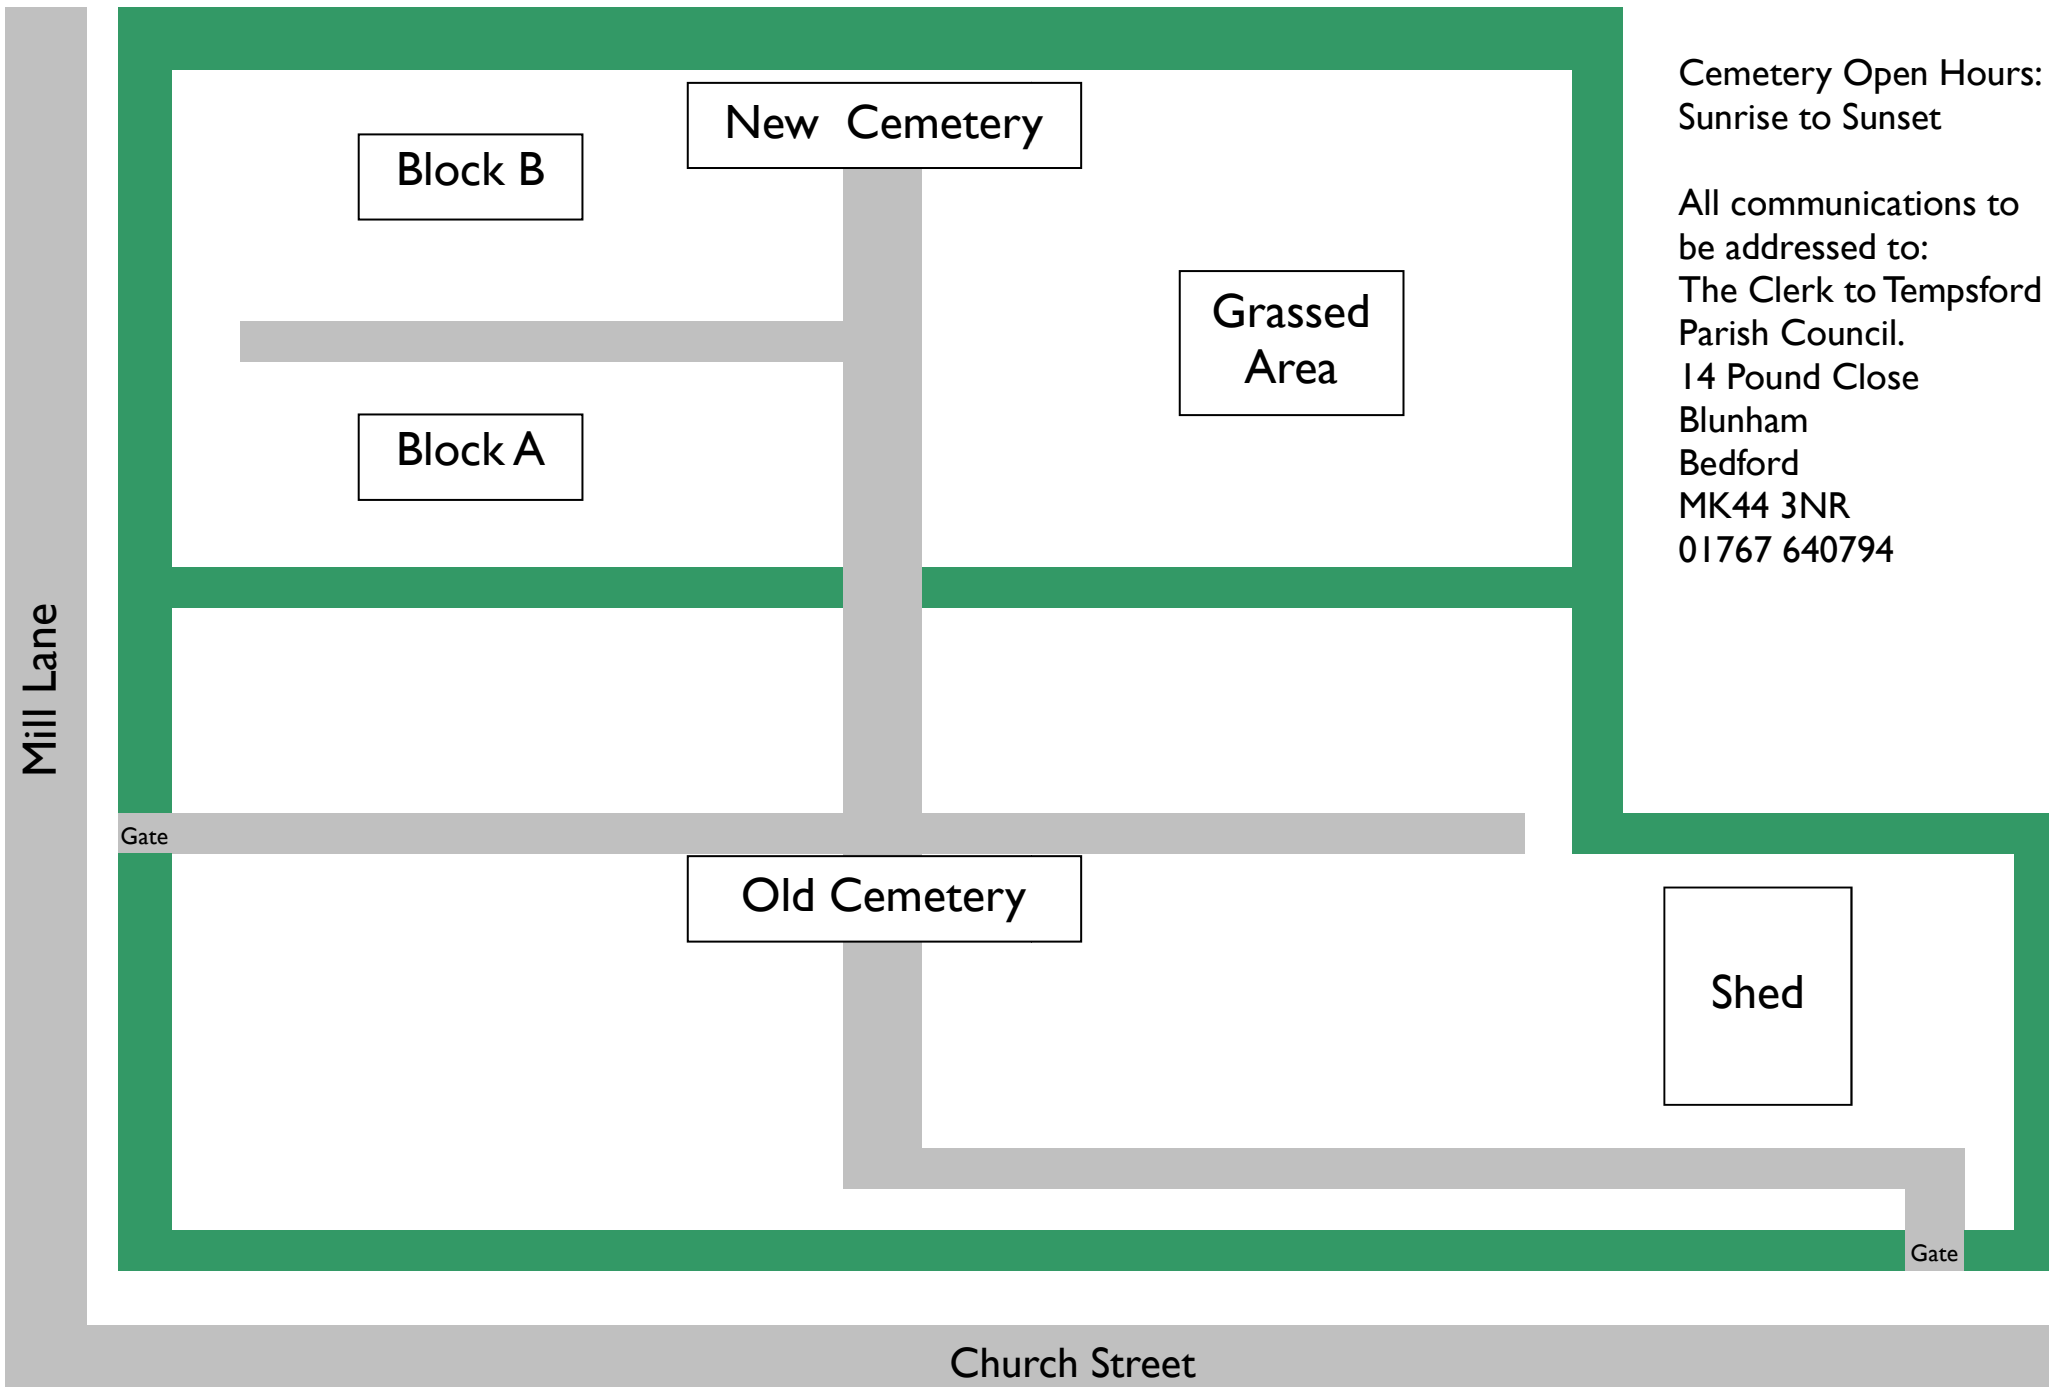 New Cemetery
Block B
Grassed
Area
Block A
Cemetery Open Hours:
Sunrise to Sunset
All communications to
be addressed to:
The Clerk to Tempsford
Parish Council.
14 Pound Close
Blunham
Bedford
MK44 3NR
01767 640794
Mill Lane
Gate
Old Cemetery
Shed
Gate
Church Street